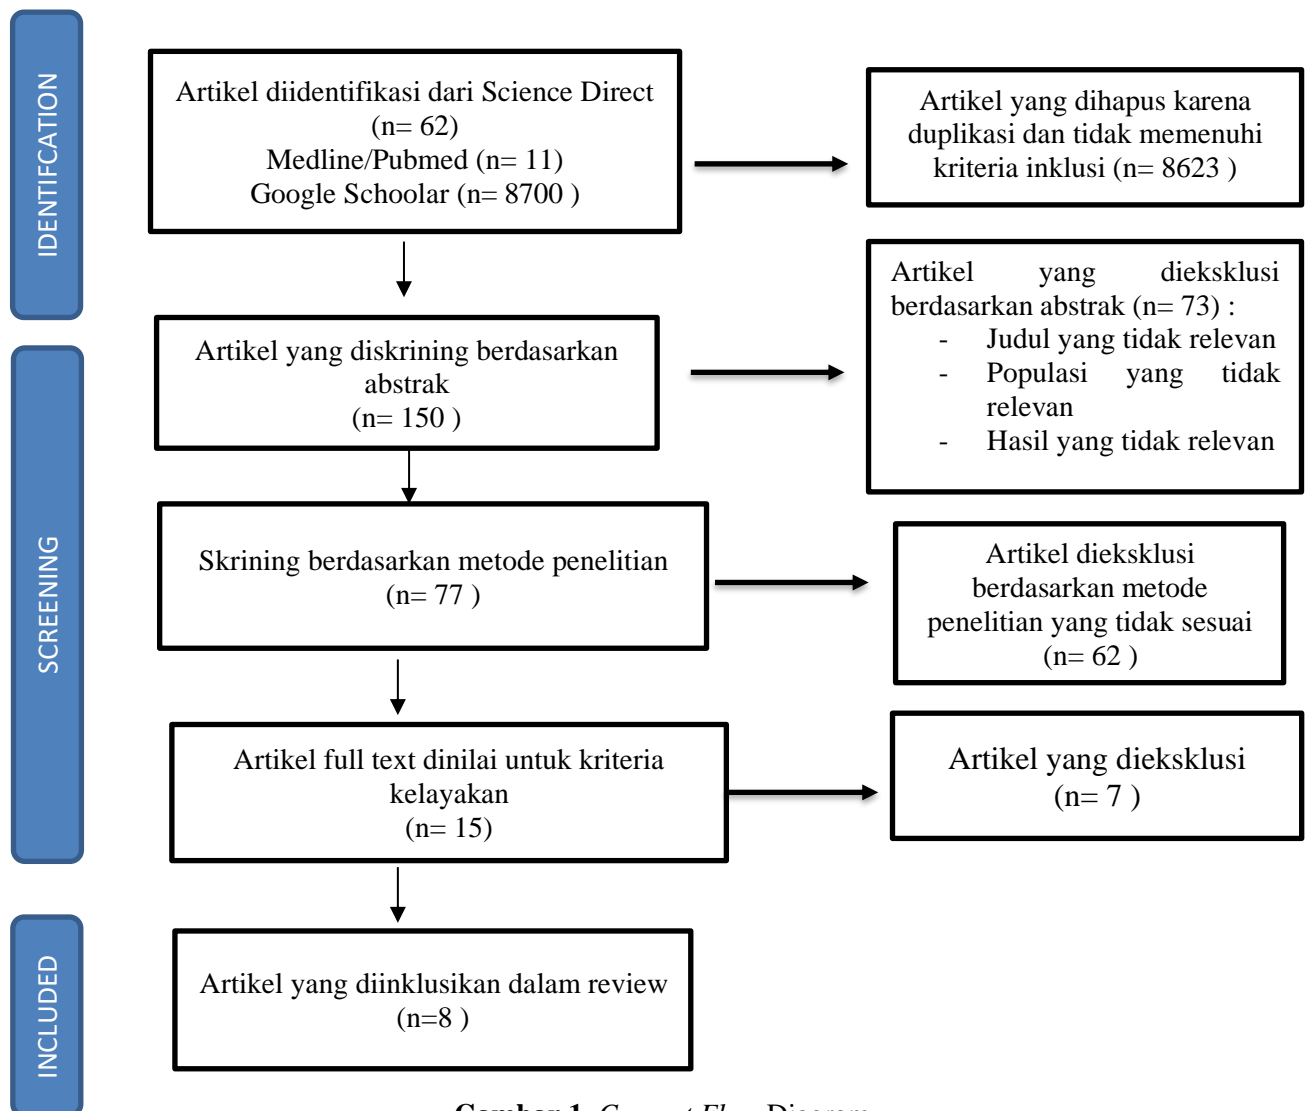 IDENTIFCATION
Artikel diidentifikasi dari Science Direct
(n= 62)
Medline/Pubmed (n= 11)
Google Schoolar (n= 8700 )
Artikel yang dihapus karena
duplikasi dan tidak memenuhi
kriteria inklusi (n= 8623 )
SCREENING
Artikel yang diskrining berdasarkan
abstrak
(n= 150 )
Artikel yang dieksklusi
berdasarkan abstrak (n= 73) :
- Judul yang tidak relevan
- Populasi yang tidak
relevan
- Hasil yang tidak relevan
Skrining berdasarkan metode penelitian
(n= 77 )
Artikel dieksklusi
berdasarkan metode
penelitian yang tidak sesuai
(n= 62 )
Artikel full text dinilai untuk kriteria
kelayakan
(n= 15)
Artikel yang dieksklusi
(n= 7 )
INCLUDED
Artikel yang diinklusikan dalam review
(n=8 )
Gambar 1. Diagram